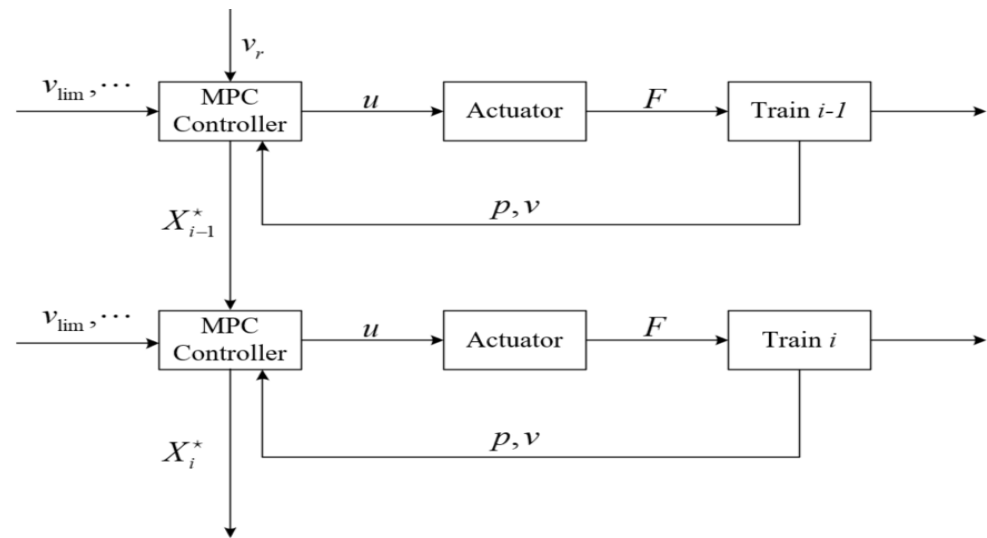 v_r
v_lim ,⋯
MPC
Controller
u
Actuator
F
Train i-1
p,v
X*_{i-1}
v_lim ,⋯
MPC
Controller
u
Actuator
F
Train i
p,v
X*_i